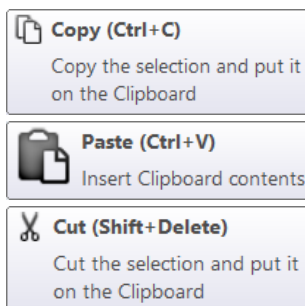 Copy (Ctrl+C)
Copy the selection and put it
on the Clipboard
Paste (Ctrl+V)
Insert Clipboard contents
Cut (Shift+Delete)
Cut the selection and put it
on the Clipboard